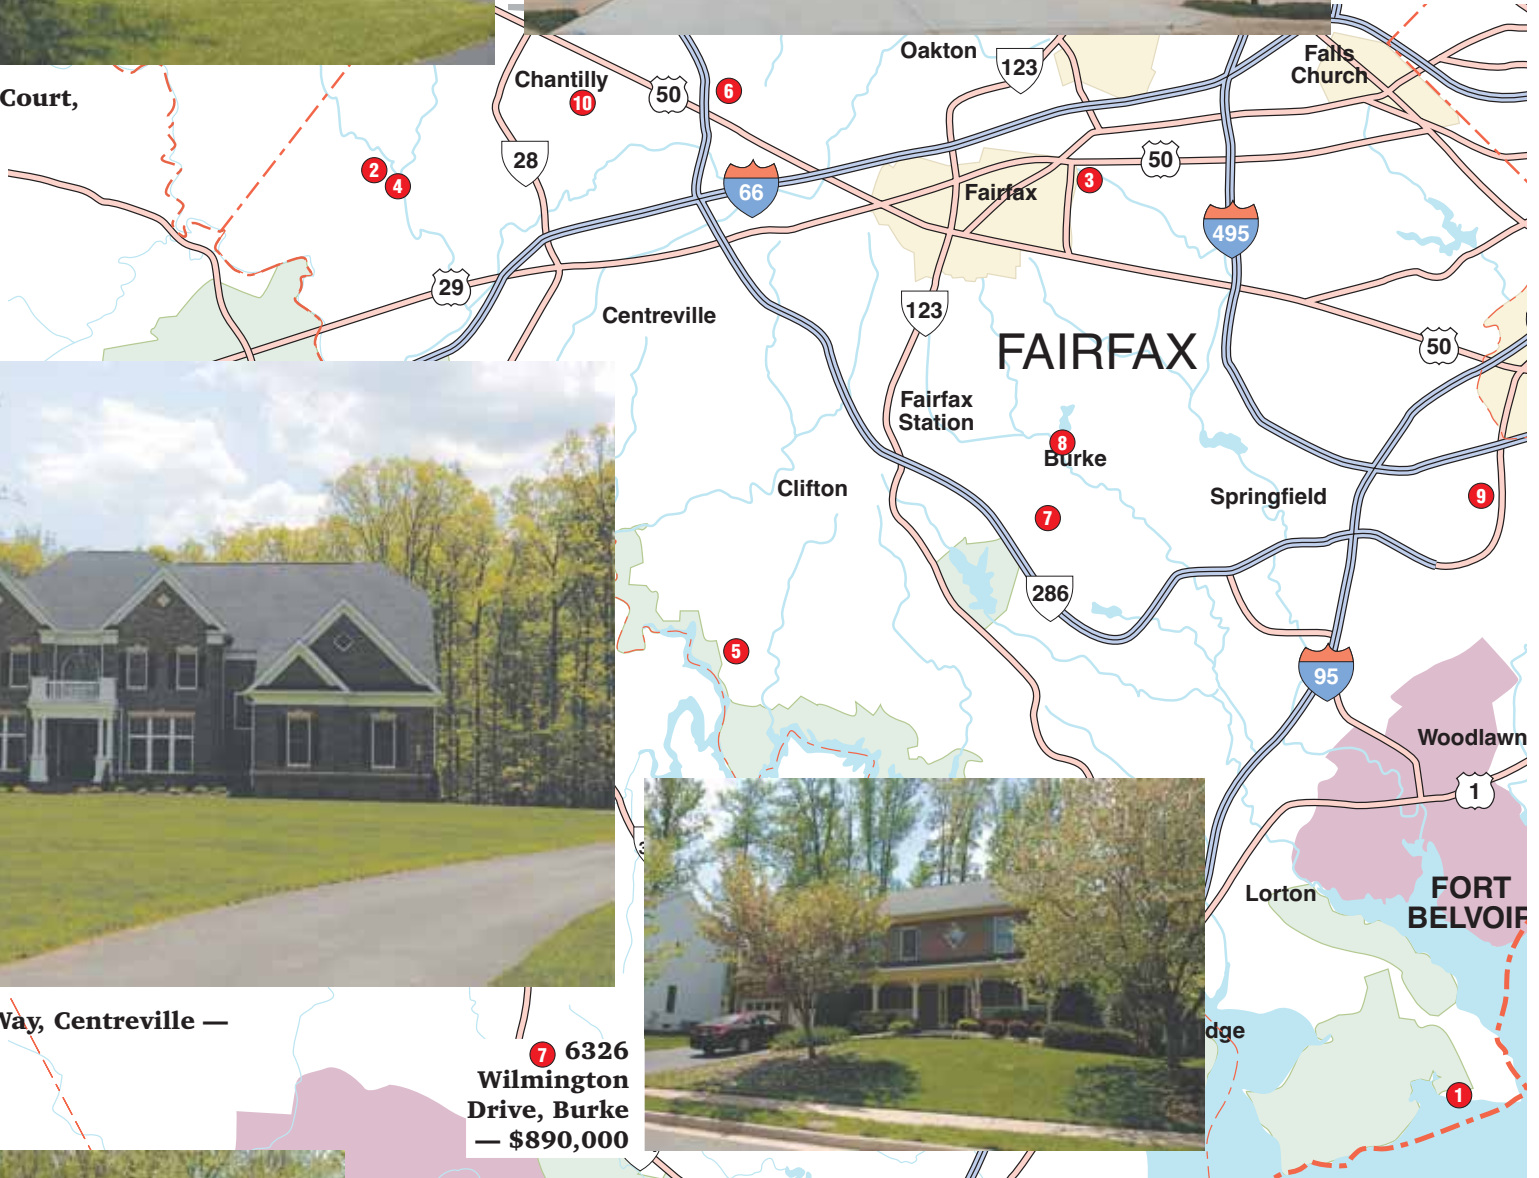 Oakton
123
Falls
Church
Chantilly
10
50
6
Court,
28
50
2
4
66
3
Fairfax
495
29
123
Centreville
FAIRFAX
50
Fairfax
Station
8
Burke
Clifton
Springfield
9
7
286
5
95
Woodlawn
1
Lorton
FORT
BELVOIR
Way, Centreville —
dge
7 6326
Wilmington
Drive, Burke
— $890,000
1